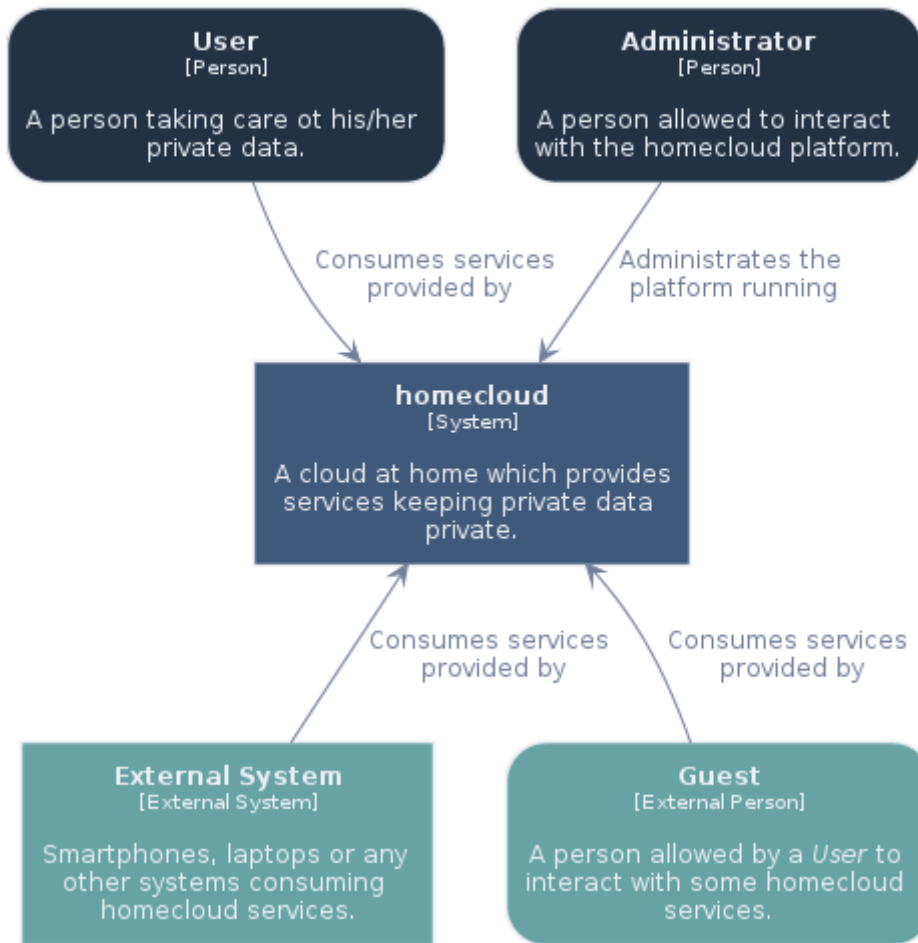 User
[Person]
A person taking care ot his/her
private data.
Administrator
[Person]
A person allowed to interact
with the homecloud platform.
Consumes services
provided by
Administrates the
platform running
homecloud
[System]
A cloud at home which provides
services keeping private data
private.
Consumes services
provided by
Consumes services
provided by
External System
[External System]
Smartphones, laptops or any
other systems consuming
homecloud services.
Guest
[External Person]
A person allowed by a User to
interact with some homecloud
services.